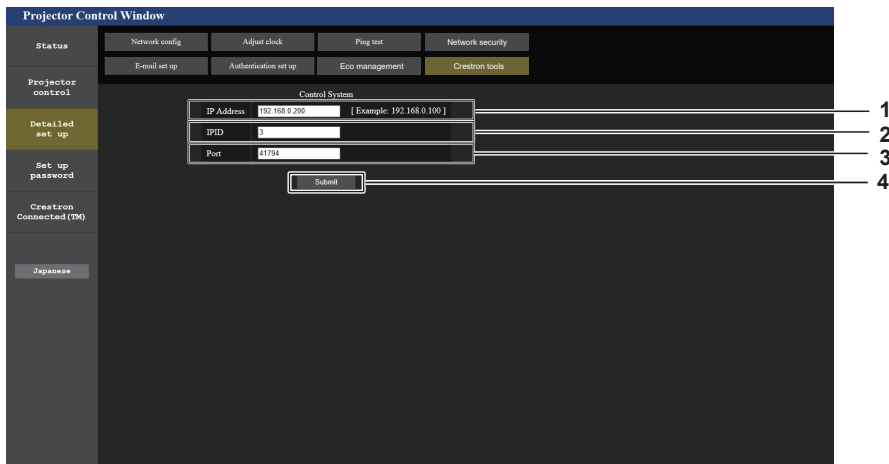 Projector Control Window
Status
Network config
Adjust clock
Ping test
Network security
E-mail set up
Authentication set up
Eco management
Crestron tools
Projector
control
Detailed
set up
Set up
password
Crestron
Connected(TM)
Japanese
Control System
IP Address 192.168.0.200 [ Example: 192.168.0.100 ]
IPID 3
Port 41794
Submit
1
2
3
4